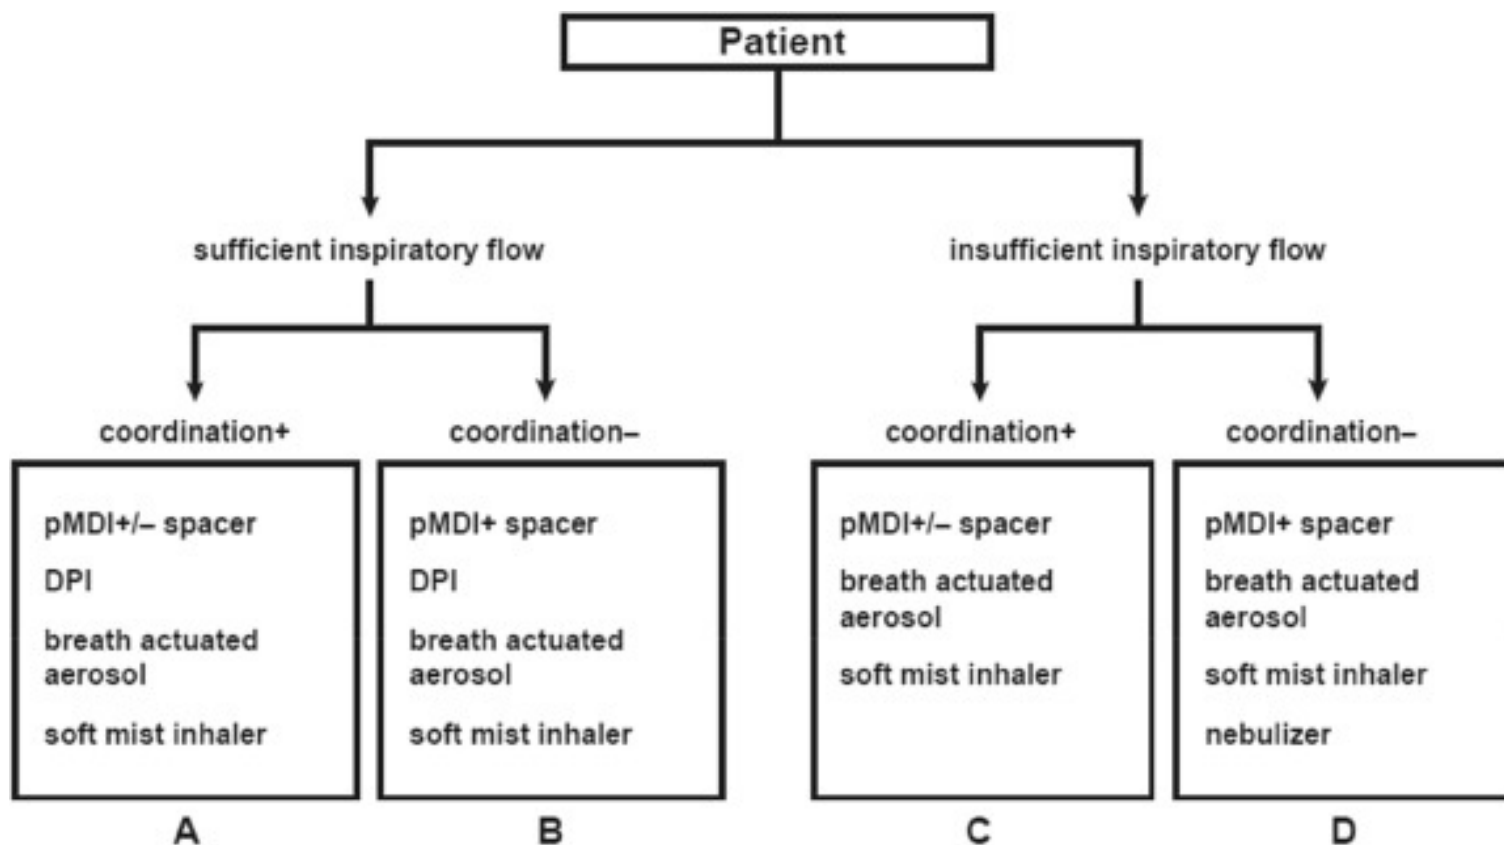 Patient
sufficient inspiratory flow
insufficient inspiratory flow
coordination+
coordination–
coordination+
coordination–
pMDI+/– spacer
DPI
breath actuated
aerosol
soft mist inhaler
A
pMDI+ spacer
DPI
breath actuated
aerosol
soft mist inhaler
B
pMDI+/– spacer
breath actuated
aerosol
soft mist inhaler
C
pMDI+ spacer
breath actuated
aerosol
soft mist inhaler
nebulizer
D